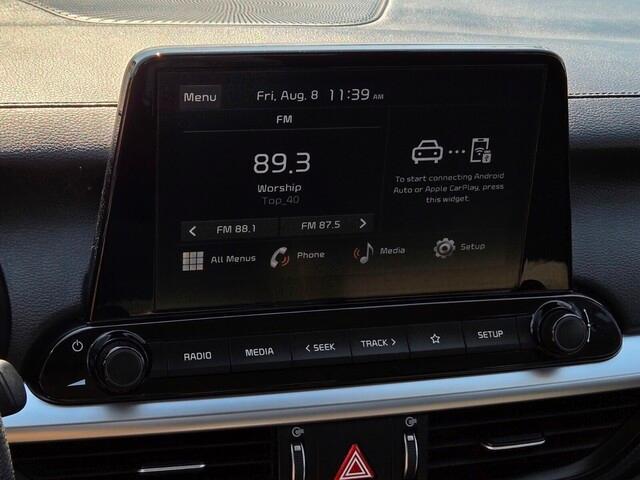 Menu Fri, Aug. 8 11:39 AM
FM
89.3
Worship
Top_40
FM 88.1 FM 87.5
To start connecting Android
Auto or Apple CarPlay, press
this widget.
All Menus Phone Media Setup
RADIO MEDIA < SEEK TRACK > SETUP